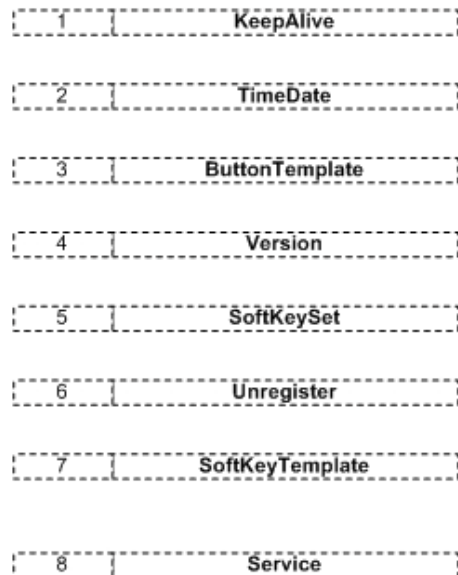 1 KeepAlive
2 TimeDate
3 ButtonTemplate
4 Version
5 SoftKeySet
6 Unregister
7 SoftKeyTemplate
8 Service